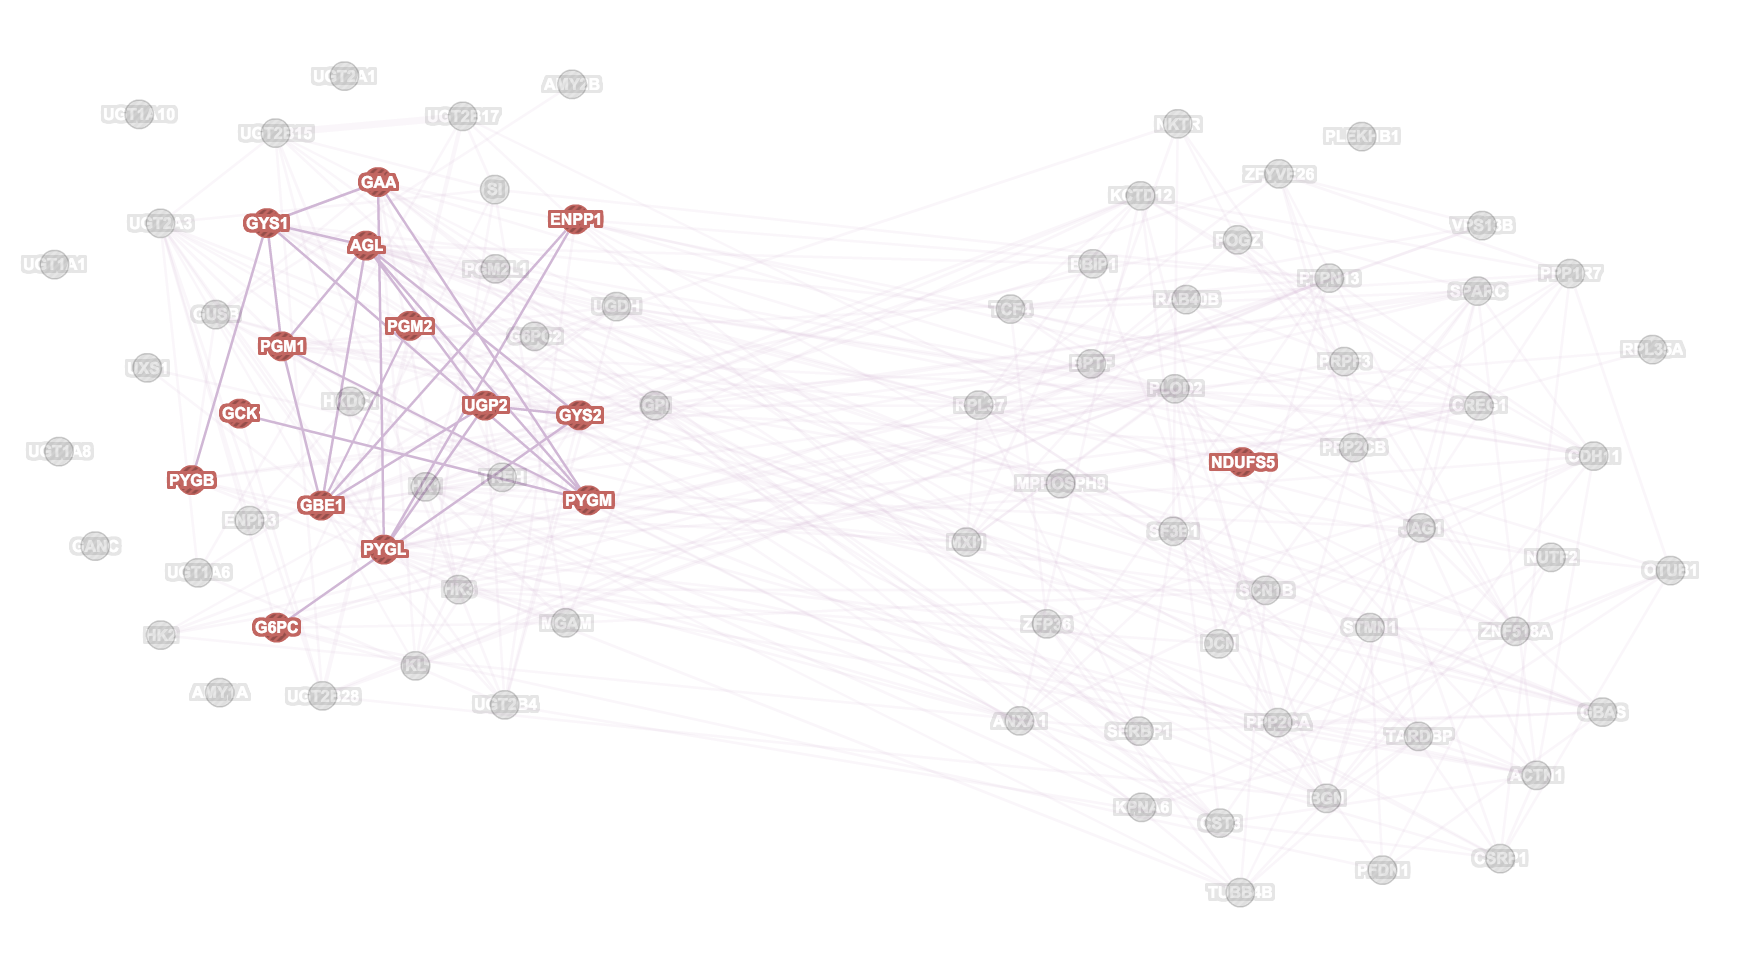 UGT2A1
AMY2B
UGT1A10
UGT2B17
UGT2B15
NKTR
PLEKHB1
ZFYVE26
GAA
SI
KCTD12
ENPP1
GYS1
UGT2A3
VPS13B
POGZ
AGL
UGT1A1
BBIP1
PGM2L1
PPP1R7
PTPN13
SPARC
RAB40B
UGDH
TCF4
GUSB
PGM2
G6PC2
PGM1
RPL35A
PRPF3
BPTF
UXS1
PLOD2
HKDC1
UGP2
GPI
RPL37
CREG1
GCK
GYS2
PPP2CB
UGT1A8
CDH11
NDUFS5
PYGB
MPHOSPH9
PYGM
GBE1
ENPP3
JAG1
SF3B1
MXI1
GANC
PYGL
NUTF2
UGT1A6
OTUB1
HK3
SCN1B
MGAM
ZFP36
G6PC
STMN1
ZNF518A
HK2
DCN
KL
AMY1A
UGT2B28
UGT2B4
GBAS
ANXA1
PPP2CA
SERBP1
TARDBP
ACTN1
BGN
KPNA6
CST3
CSRP1
PFDN1
TUBB4B